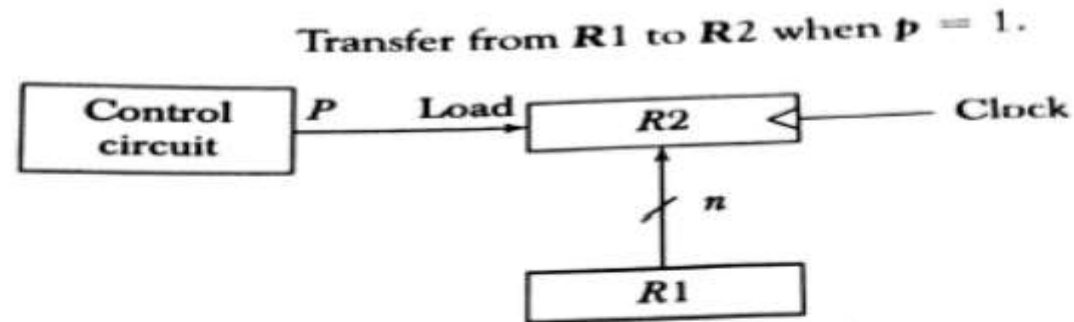 Transfer from R1 to R2 when p = 1.
Control
circuit
P
Load
R2
Clock
n
R1